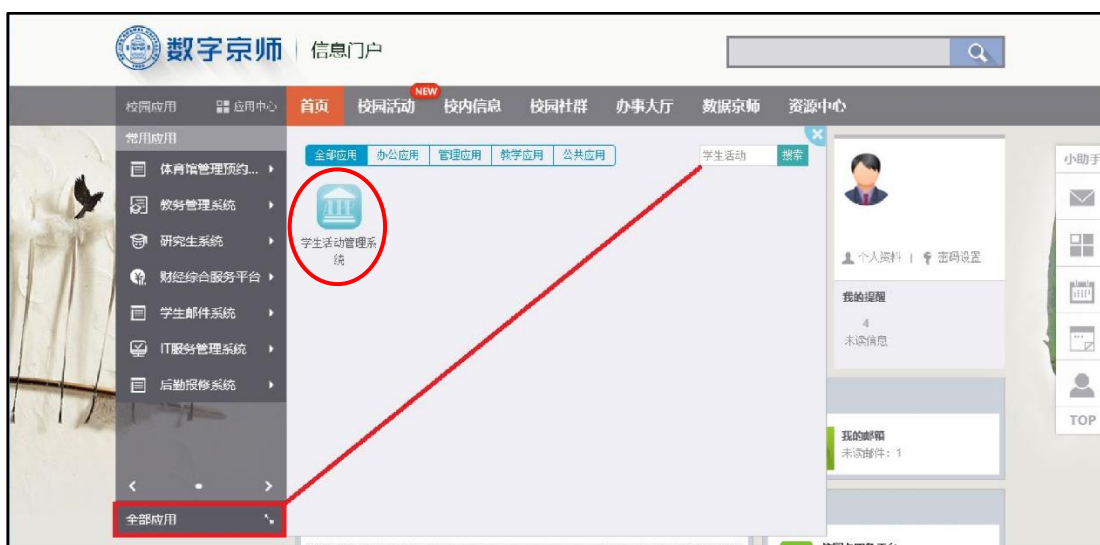 数字京师 信息门户
校园应用 应用中心 首页 校园活动 NEW 校内信息 校园社群 办事大厅 数据京师 资源中心
常用应用
体育馆管理预约...
教务管理系统
研究生系统
财经综合服务平台
学生邮件系统
IT服务管理系统
后勤报修系统
全部应用
全部应用 办公应用 管理应用 教学应用 公共应用 学生活动 搜索
学生活动管理系
统
个人资料 | 密码设置
我的提醒
4
未读信息
我的邮箱
未读邮件：1
小助手
TOP